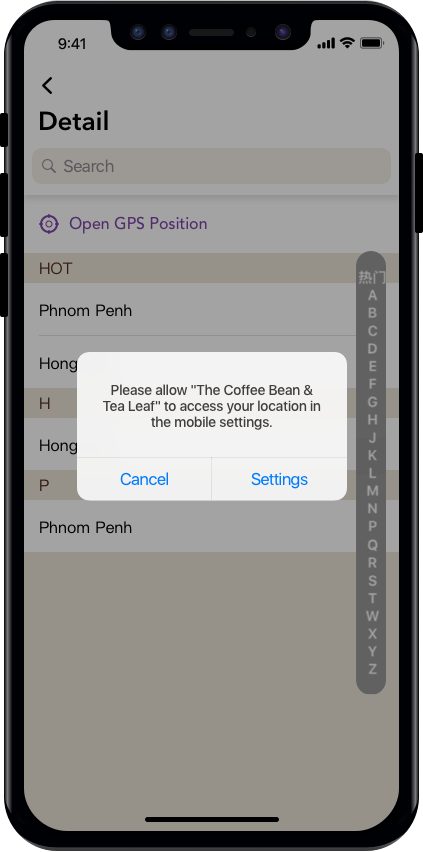 9:41
Detail
Search
Open GPS Position
HOT
Phnom Penh
Hong
H
Hong
P
Phnom Penh
Please allow "The Coffee Bean &
Tea Leaf" to access your location in
the mobile settings.
Cancel
Settings
热门
A
B
C
D
E
F
G
H
J
K
L
M
N
P
Q
R
S
T
W
X
Y
Z